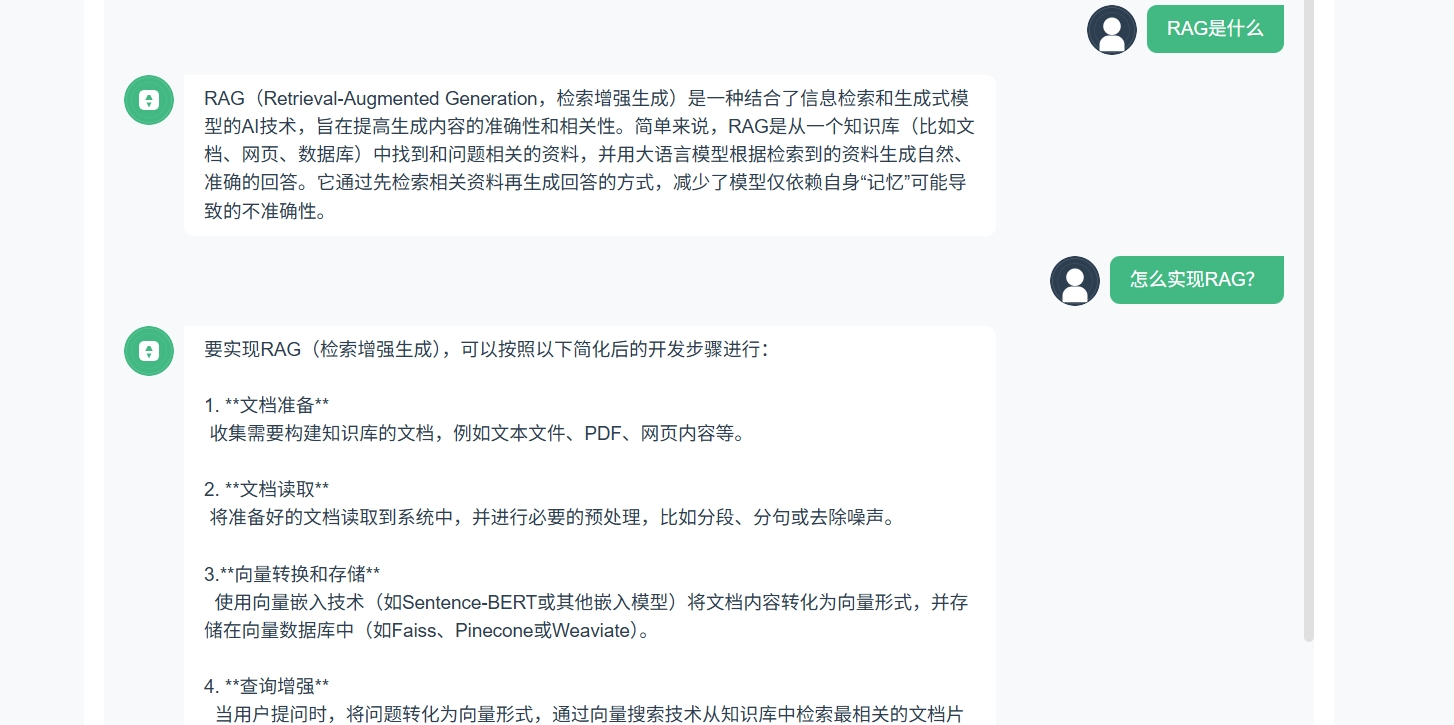 RAG是什么
RAG（Retrieval-Augmented Generation，检索增强生成）是一种结合了信息检索和生成式模
型的AI技术，旨在提高生成内容的准确性和相关性。简单来说，RAG是从一个知识库（比如文
档、网页、数据库）中找到和问题相关的资料，并用大语言模型根据检索到的资料生成自然、
准确的回答。它通过先检索相关资料再生成回答的方式，减少了模型仅依赖自身“记忆”可能导
致的不准确性。
怎么实现RAG？
要实现RAG（检索增强生成），可以按照以下简化后的开发步骤进行：
1. **文档准备**
收集需要构建知识库的文档，例如文本文件、PDF、网页内容等。
2. **文档读取**
将准备好的文档读取到系统中，并进行必要的预处理，比如分段、分句或去除噪声。
3.**向量转换和存储**
使用向量嵌入技术（如Sentence-BERT或其他嵌入模型）将文档内容转化为向量形式，并存
储在向量数据库中（如Faiss、Pinecone或Weaviate）。
4. **查询增强**
当用户提问时，将问题转化为向量形式，通过向量搜索技术从知识库中检索最相关的文档片